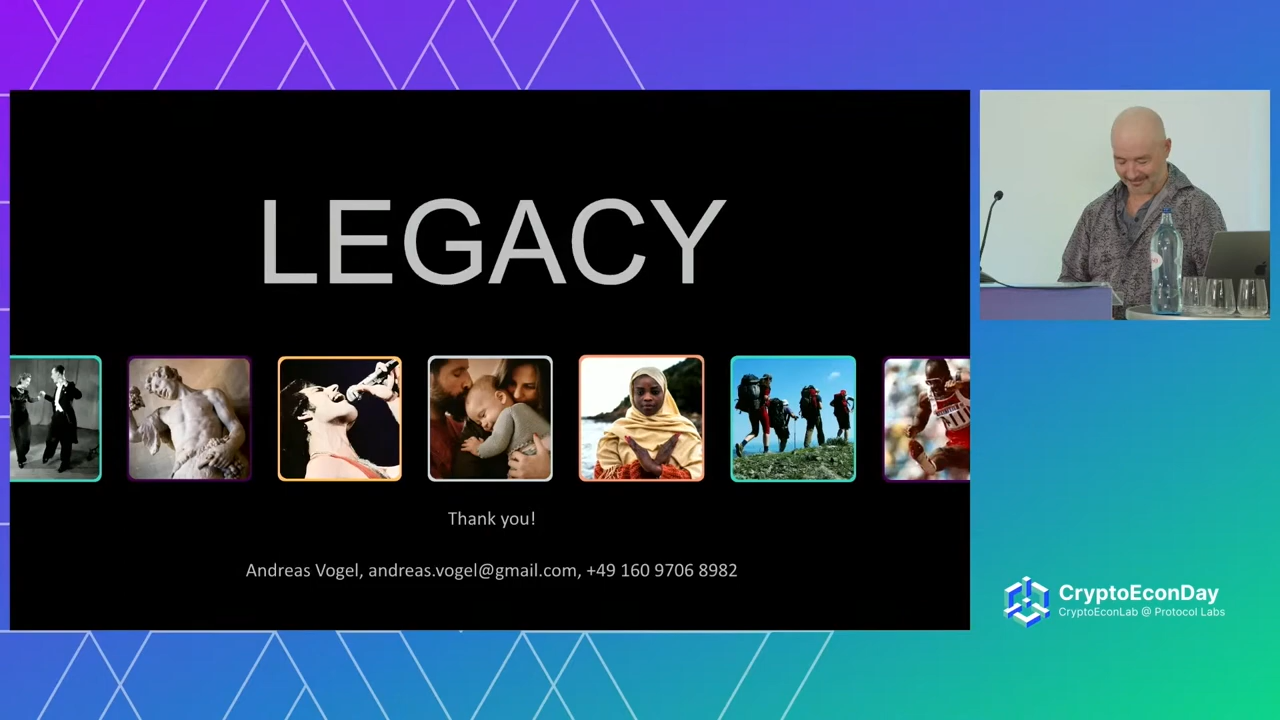 LEGACY
Thank you!
Andreas Vogel, andreas.vogel@gmail.com, +49 160 9706 8982
CryptoEconDay
CryptoEconLab @ Protocol Labs